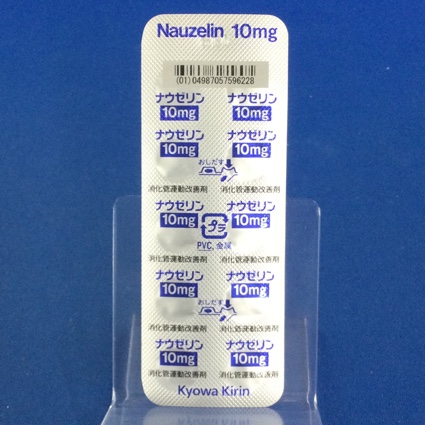 Nauzelin 10mg
(01)04987057596228
ナウゼリン ナウゼリン
10mg 10mg
ナウゼリン ナウゼリン
10mg 10mg
おしだす
消化管運動改善剤 消化管運動改善剤
ナウゼリン ナウゼリン
10mg 10mg
プラ
PVC, 金属
消化管運動改善剤 消化管運動改善剤
ナウゼリン ナウゼリン
10mg 10mg
おしだす
消化管運動改善剤 消化管運動改善剤
ナウゼリン ナウゼリン
10mg 10mg
消化管運動改善剤 消化管運動改善剤
Kyowa Kirin